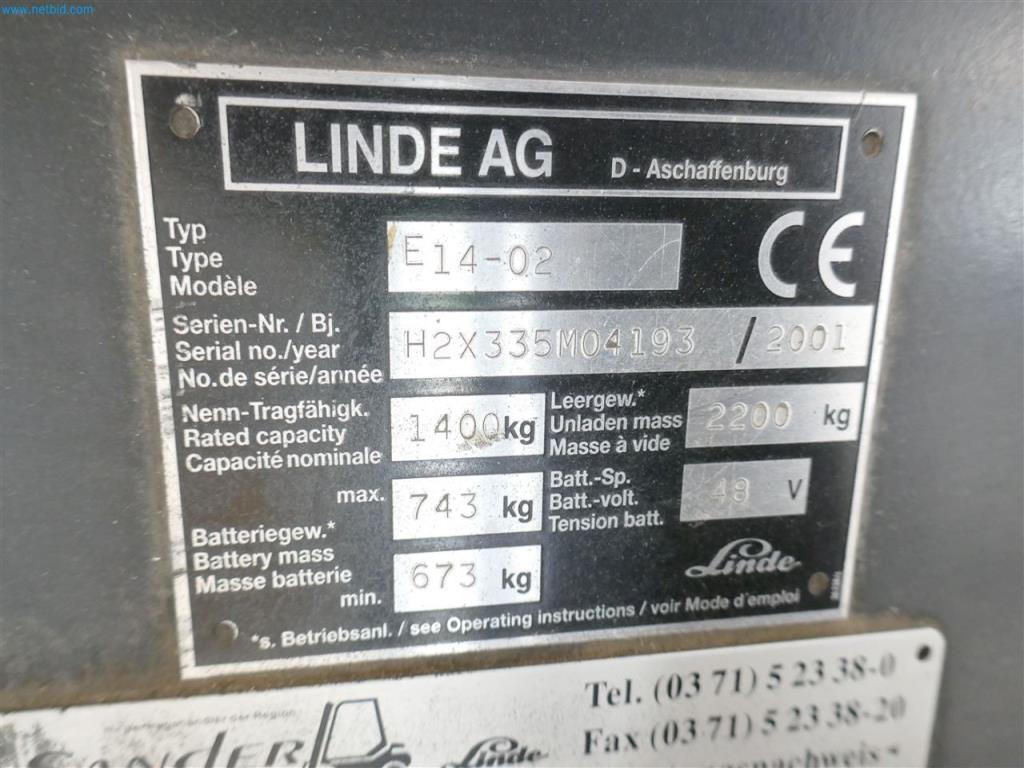 www.netbid.com
LINDE AG D - Aschaffenburg
Typ
Type
Modèle
E14-02
CE
Serien-Nr. / Bj.
Serial no./year
No.de série/année
H2X335M04193 / 2001
Nenn-Tragfähigk.
Rated capacity
Capacité nominale
1400 kg
Leergew.*
Unladen mass
Masse à vide
2200 kg
Batteriegew.*
Battery mass
Masse batterie
max. 743 kg
min. 673 kg
Batt.-Sp.
Batt.-volt.
Tension batt.
48 V
Linde
*s. Betriebsanl. / see Operating instructions / voir Mode d'emploi
Tel. (03 71) 5 23 38-0
Fax (03 71) 5 23 38-20
der Region
Linde